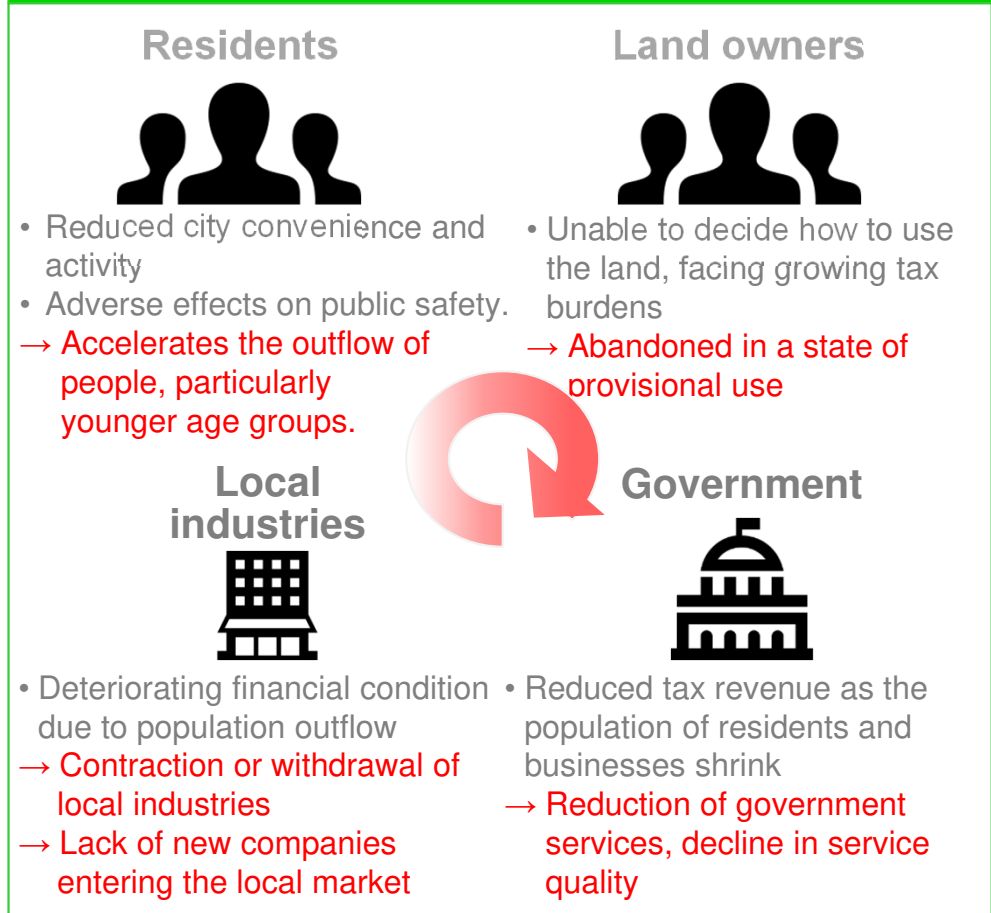 Residents
• Reduced city convenience and
activity
• Adverse effects on public safety.
→ Accelerates the outflow of
people, particularly
younger age groups.
Land owners
• Unable to decide how to use
the land, facing growing tax
burdens
→ Abandoned in a state of
provisional use
Local
industries
• Deteriorating financial condition
due to population outflow
→ Contraction or withdrawal of
local industries
→ Lack of new companies
entering the local market
Government
• Reduced tax revenue as the
population of residents and
businesses shrink
→ Reduction of government
services, decline in service
quality